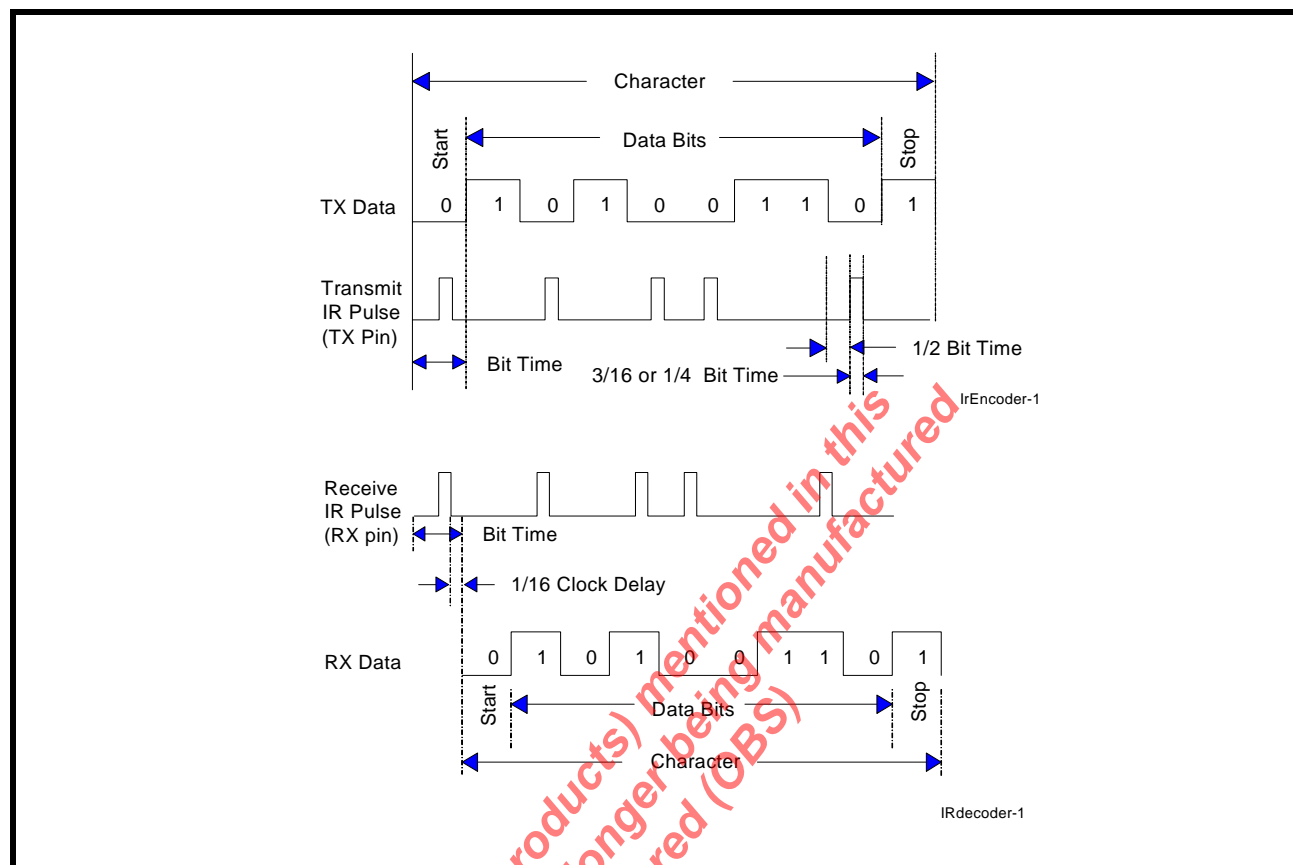 Character
Start
Data Bits
Stop
TX Data
0 1 0 1 0 0 1 1 0 1
Transmit
IR Pulse
(TX Pin)
Bit Time
1/2 Bit Time
3/16 or 1/4 Bit Time
IrEncoder-1
Receive
IR Pulse
(RX pin)
Bit Time
1/16 Clock Delay
RX Data
0 1 0 1 0 0 1 1 0 1
Start
Data Bits
Stop
Character
IRdecoder-1
roducts) mentioned in this
onger being manufactured
red (OBS)